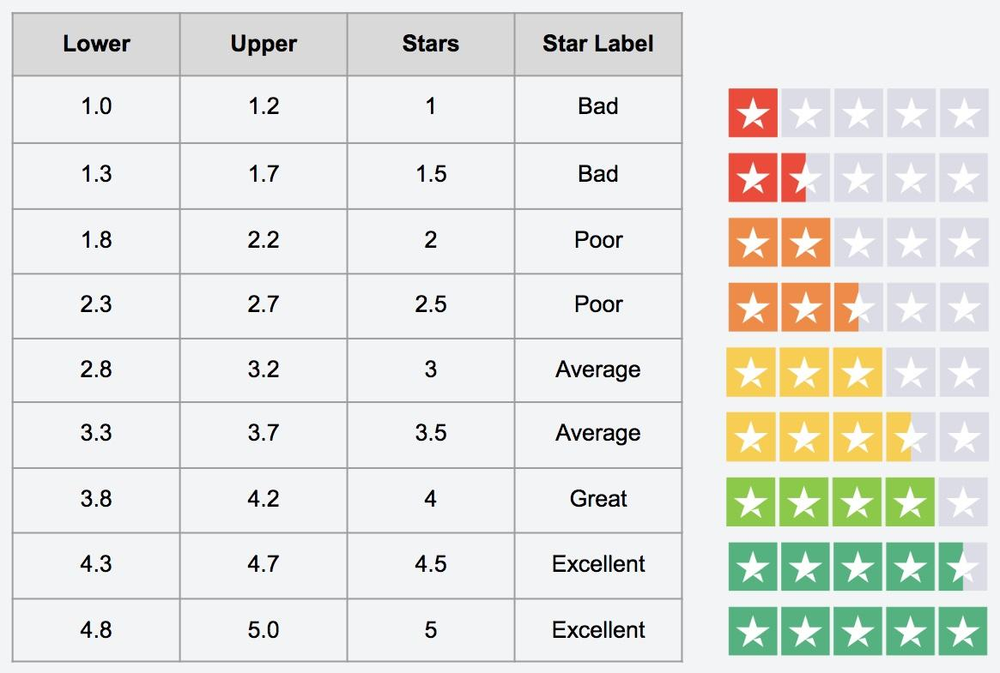 Lower Upper Stars Star Label
1.0 1.2 1 Bad
1.3 1.7 1.5 Bad
1.8 2.2 2 Poor
2.3 2.7 2.5 Poor
2.8 3.2 3 Average
3.3 3.7 3.5 Average
3.8 4.2 4 Great
4.3 4.7 4.5 Excellent
4.8 5.0 5 Excellent